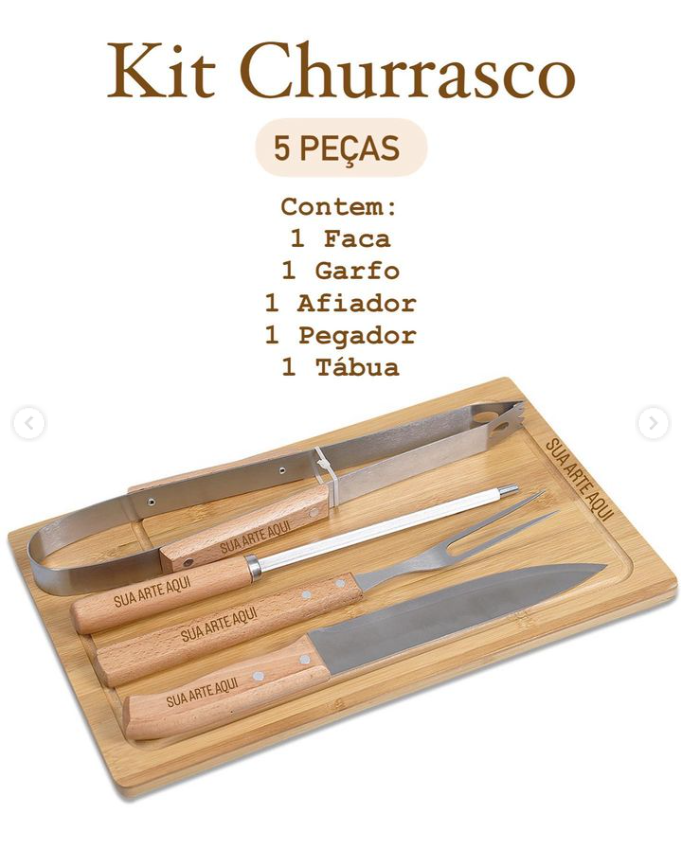 Kit Churrasco
5 PEÇAS
Contem:
1 Faca
1 Garfo
1 Afiador
1 Pegador
1 Tábua
SUA ARTE AQUI
SUA ARTE AQUI
SUA ARTE AQUI
SUA ARTE AQUI
SUA ARTE AQUI